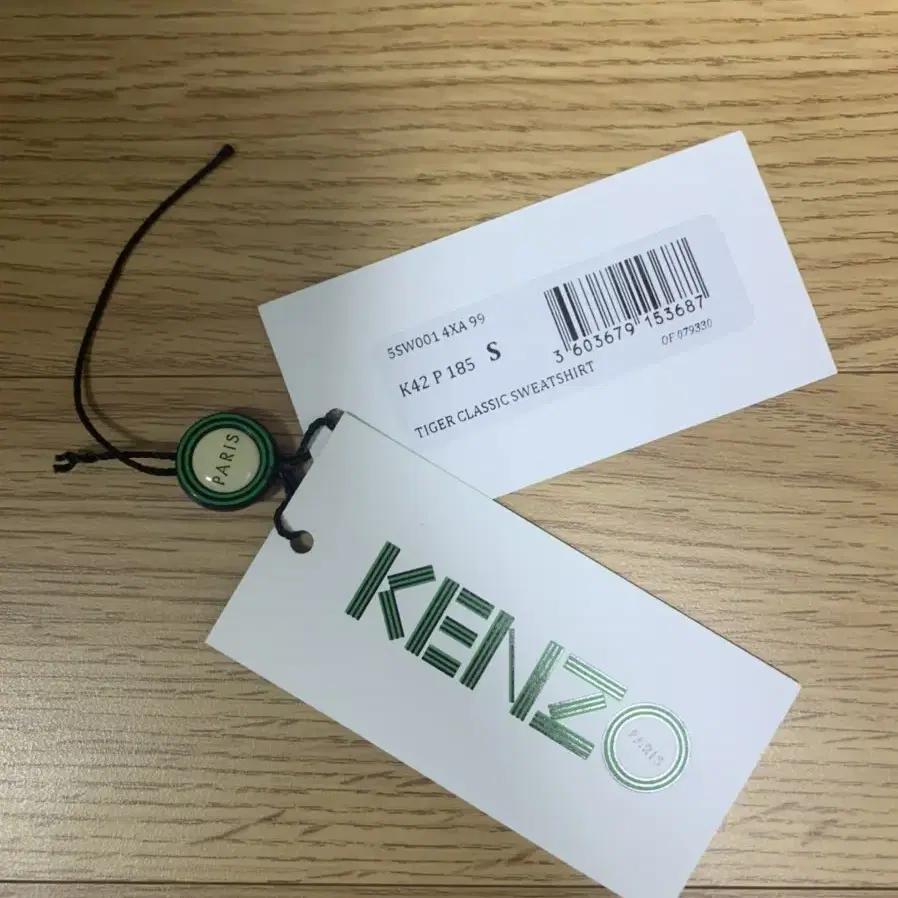 5SW001 4XA 99
K42 P 185 S
3 603679 153687
OF 079330
TIGER CLASSIC SWEATSHIRT
PARIS
KENZO
PARIS